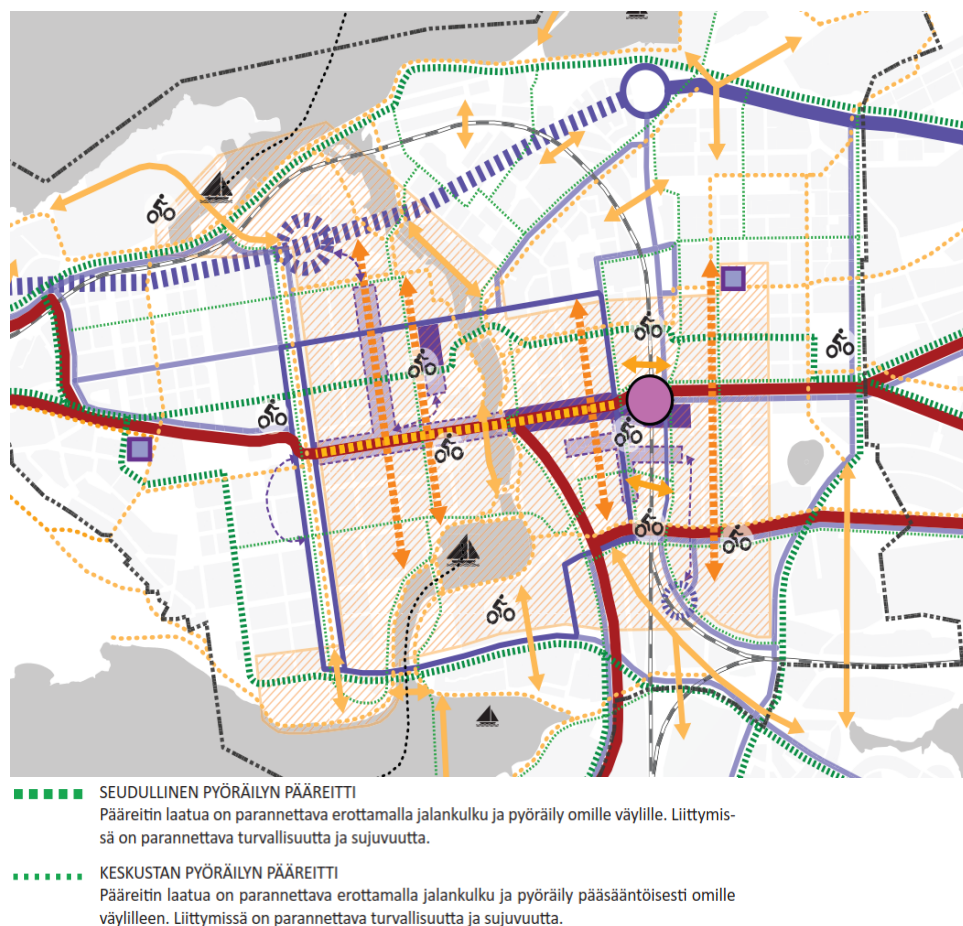 SEUDULLINEN PYÖRÄILYN PÄÄREITTI
Pääreitin laatua on parannettava erottamalla jalankulku ja pyöräily omille väylille. Liittymis-
sä on parannettava turvallisuutta ja sujuvuutta.
KESKUSTAN PYÖRÄILYN PÄÄREITTI
Pääreitin laatua on parannettava erottamalla jalankulku ja pyöräily pääsääntöisesti omille
väylilleen. Liittymissä on parannettava turvallisuutta ja sujuvuutta.